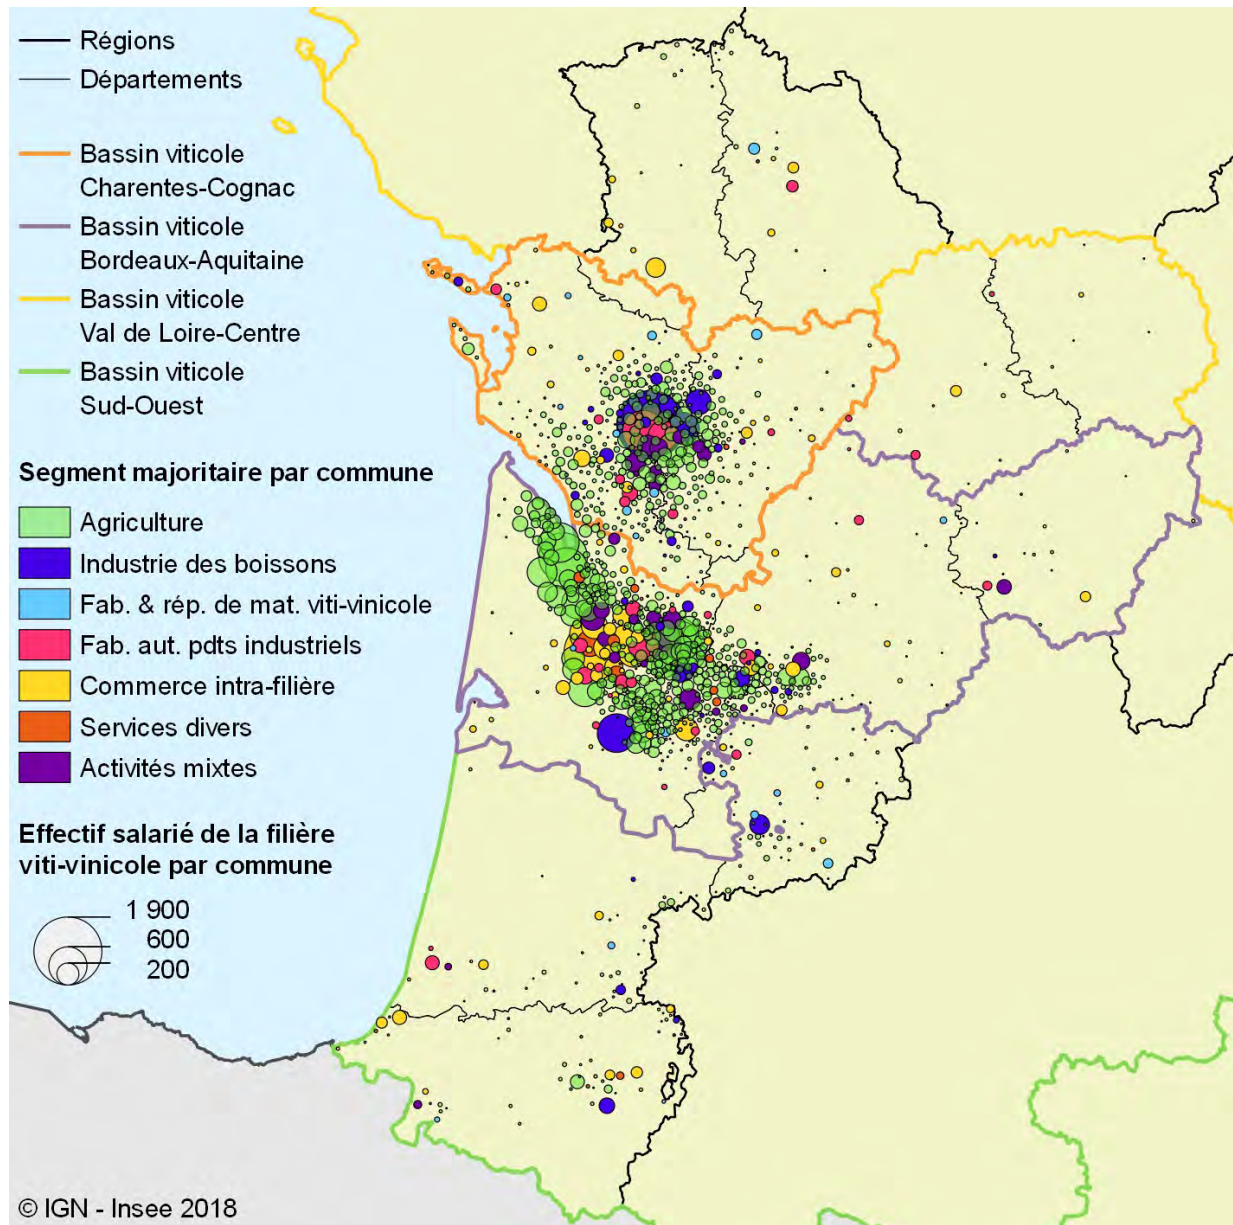 Régions
Départements
Bassin viticole
Charentes-Cognac
Bassin viticole
Bordeaux-Aquitaine
Bassin viticole
Val de Loire-Centre
Bassin viticole
Sud-Ouest
Segment majoritaire par commune
Agriculture
Industrie des boissons
Fab. & rép. de mat. viti-vinicole
Fab. aut. pdts industriels
Commerce intra-filière
Services divers
Activités mixtes
Effectif salarié de la filière
viti-vinicole par commune
1 900
600
200
© IGN - Insee 2018